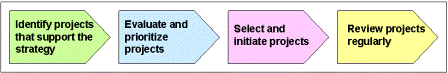 Identify projects
that support the
strategy
Evaluate and
prioritize
projects
Select and
initiate projects
Review projects
regularly